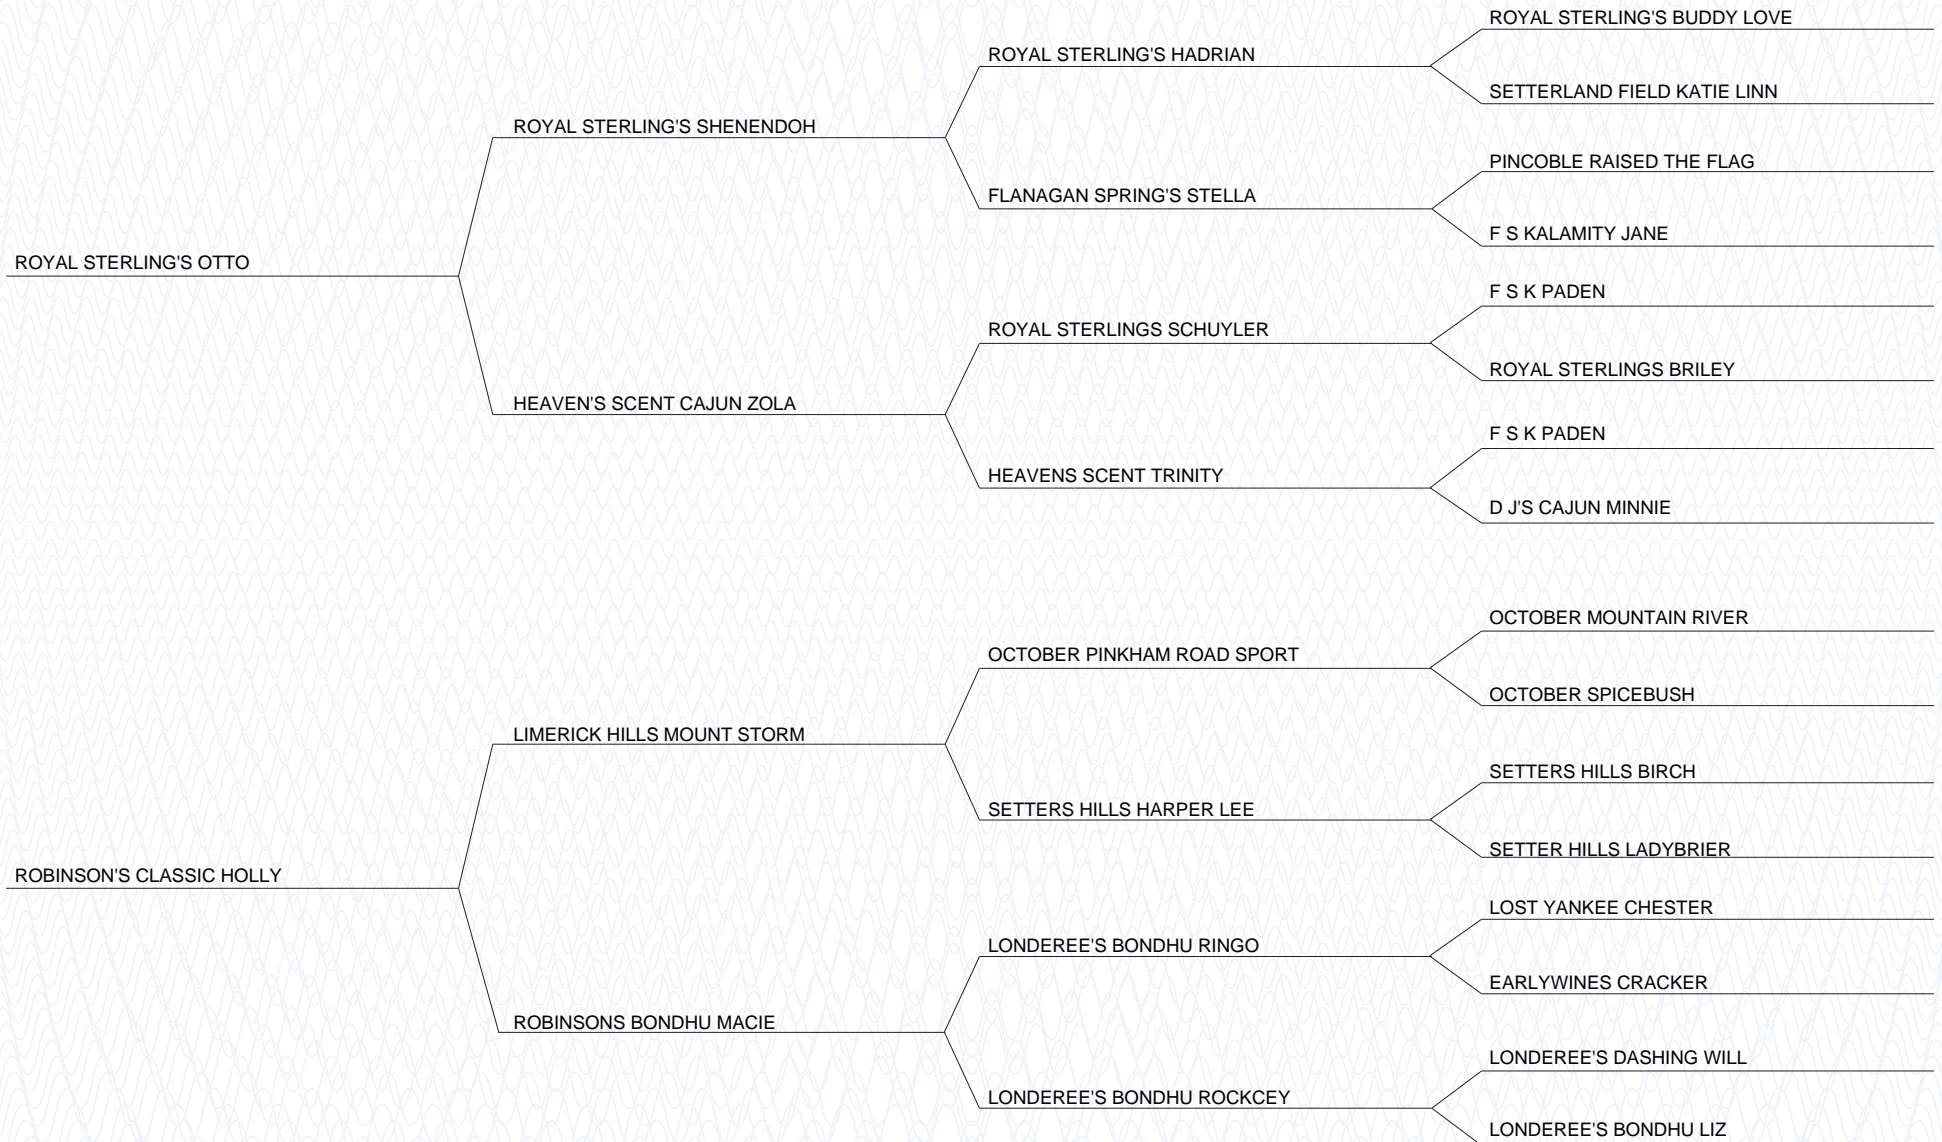 ROYAL STERLING'S BUDDY LOVE
ROYAL STERLING'S HADRIAN
SETTERLAND FIELD KATIE LINN
ROYAL STERLING'S SHENENDOH
PINCOBLE RAISED THE FLAG
FLANAGAN SPRING'S STELLA
F S KALAMITY JANE
ROYAL STERLING'S OTTO
F S K PADEN
ROYAL STERLINGS SCHUYLER
ROYAL STERLINGS BRILEY
HEAVEN'S SCENT CAJUN ZOLA
F S K PADEN
HEAVENS SCENT TRINITY
D J'S CAJUN MINNIE
OCTOBER MOUNTAIN RIVER
OCTOBER PINKHAM ROAD SPORT
OCTOBER SPICEBUSH
LIMERICK HILLS MOUNT STORM
SETTERS HILLS BIRCH
SETTERS HILLS HARPER LEE
SETTER HILLS LADYBRIER
ROBINSON'S CLASSIC HOLLY
LOST YANKEE CHESTER
LONDEREE'S BONDHU RINGO
EARLYWINES CRACKER
ROBINSONS BONDHU MACIE
LONDEREE'S DASHING WILL
LONDEREE'S BONDHU ROCKCEY
LONDEREE'S BONDHU LIZ